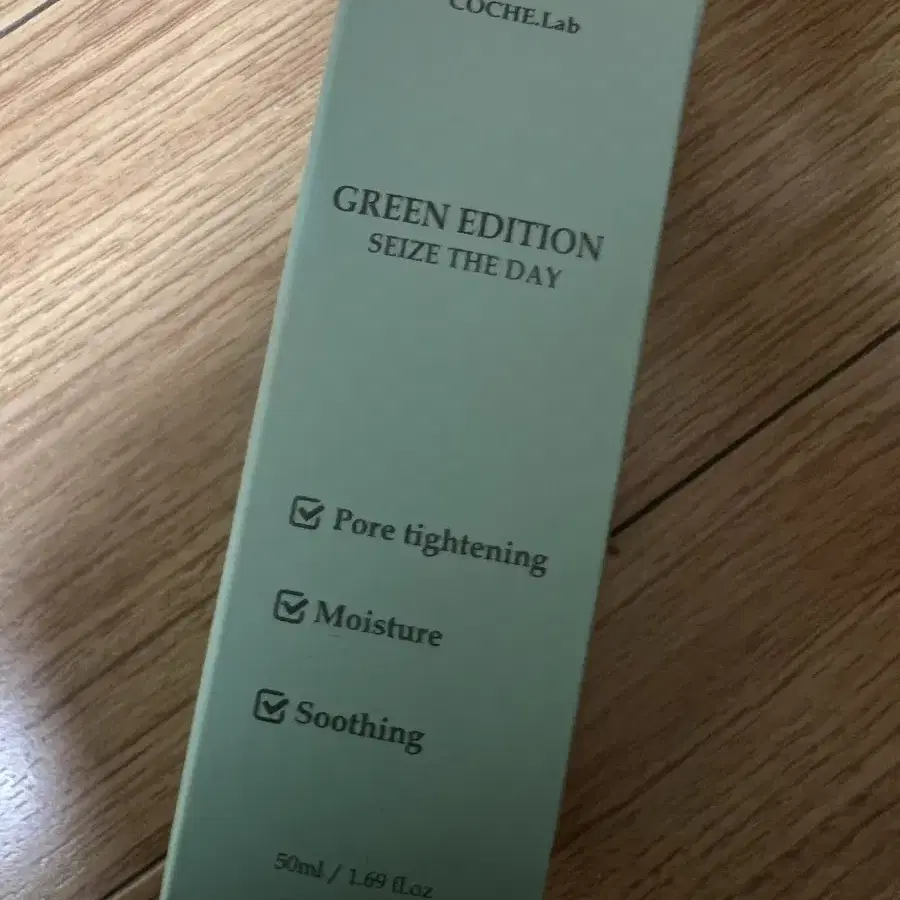 COCHE.Lab
GREEN EDITION
SEIZE THE DAY
Pore tightening
Moisture
Soothing
50ml / 1.69 fl.oz